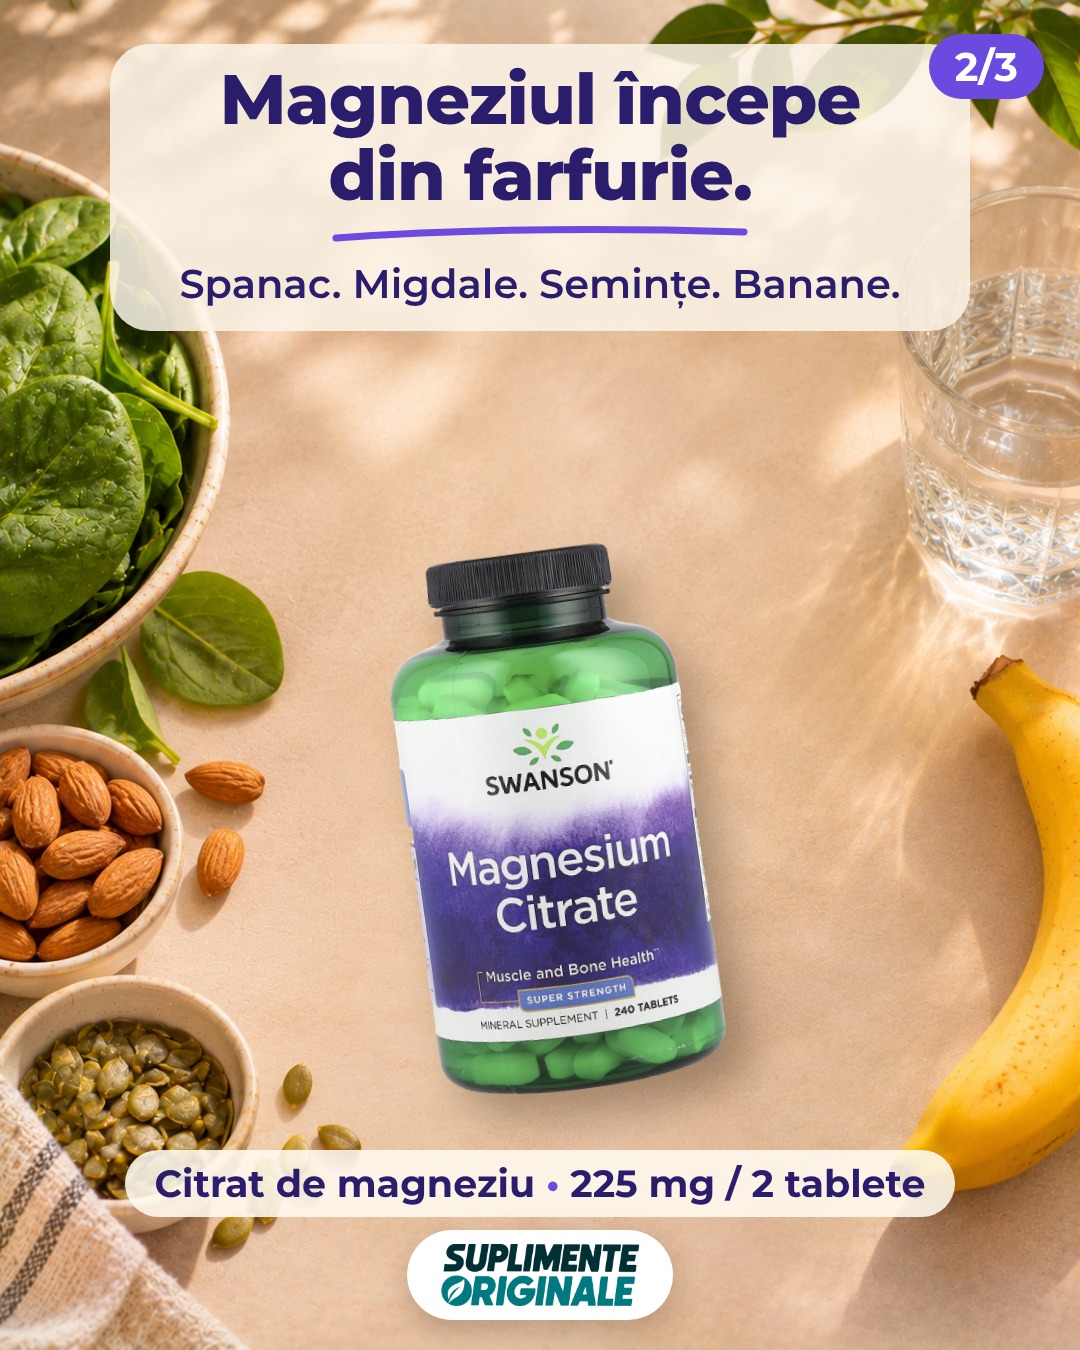 2/3
Magneziul începe
din farfurie.
Spanac. Migdale. Semințe. Banane.
SWANSON
Magnesium
Citrate
Muscle and Bone Health
SUPER STRENGTH
MINERAL SUPPLEMENT | 240 TABLETS
Citrat de magneziu • 225 mg / 2 tablete
SUPLIMENTE
ORIGINALE